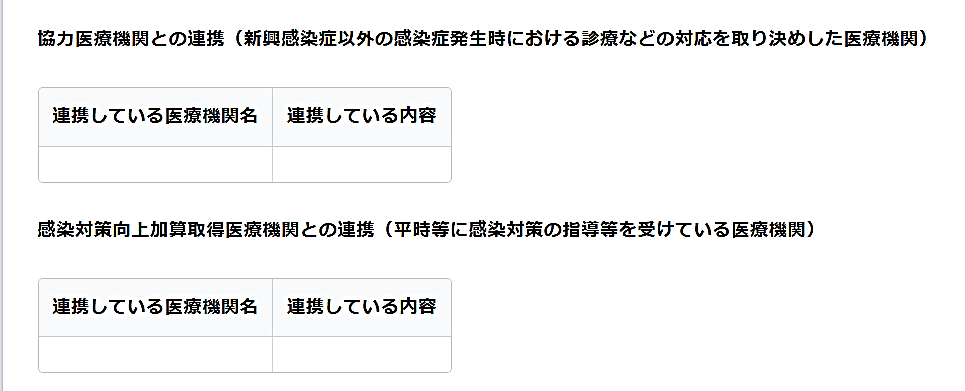 協力医療機関との連携（新興感染症以外の感染症発生時における診療などの対応を取り決めした医療機関）
連携している医療機関名 連携している内容
感染対策向上加算取得医療機関との連携（平時等に感染対策の指導等を受けている医療機関）
連携している医療機関名 連携している内容